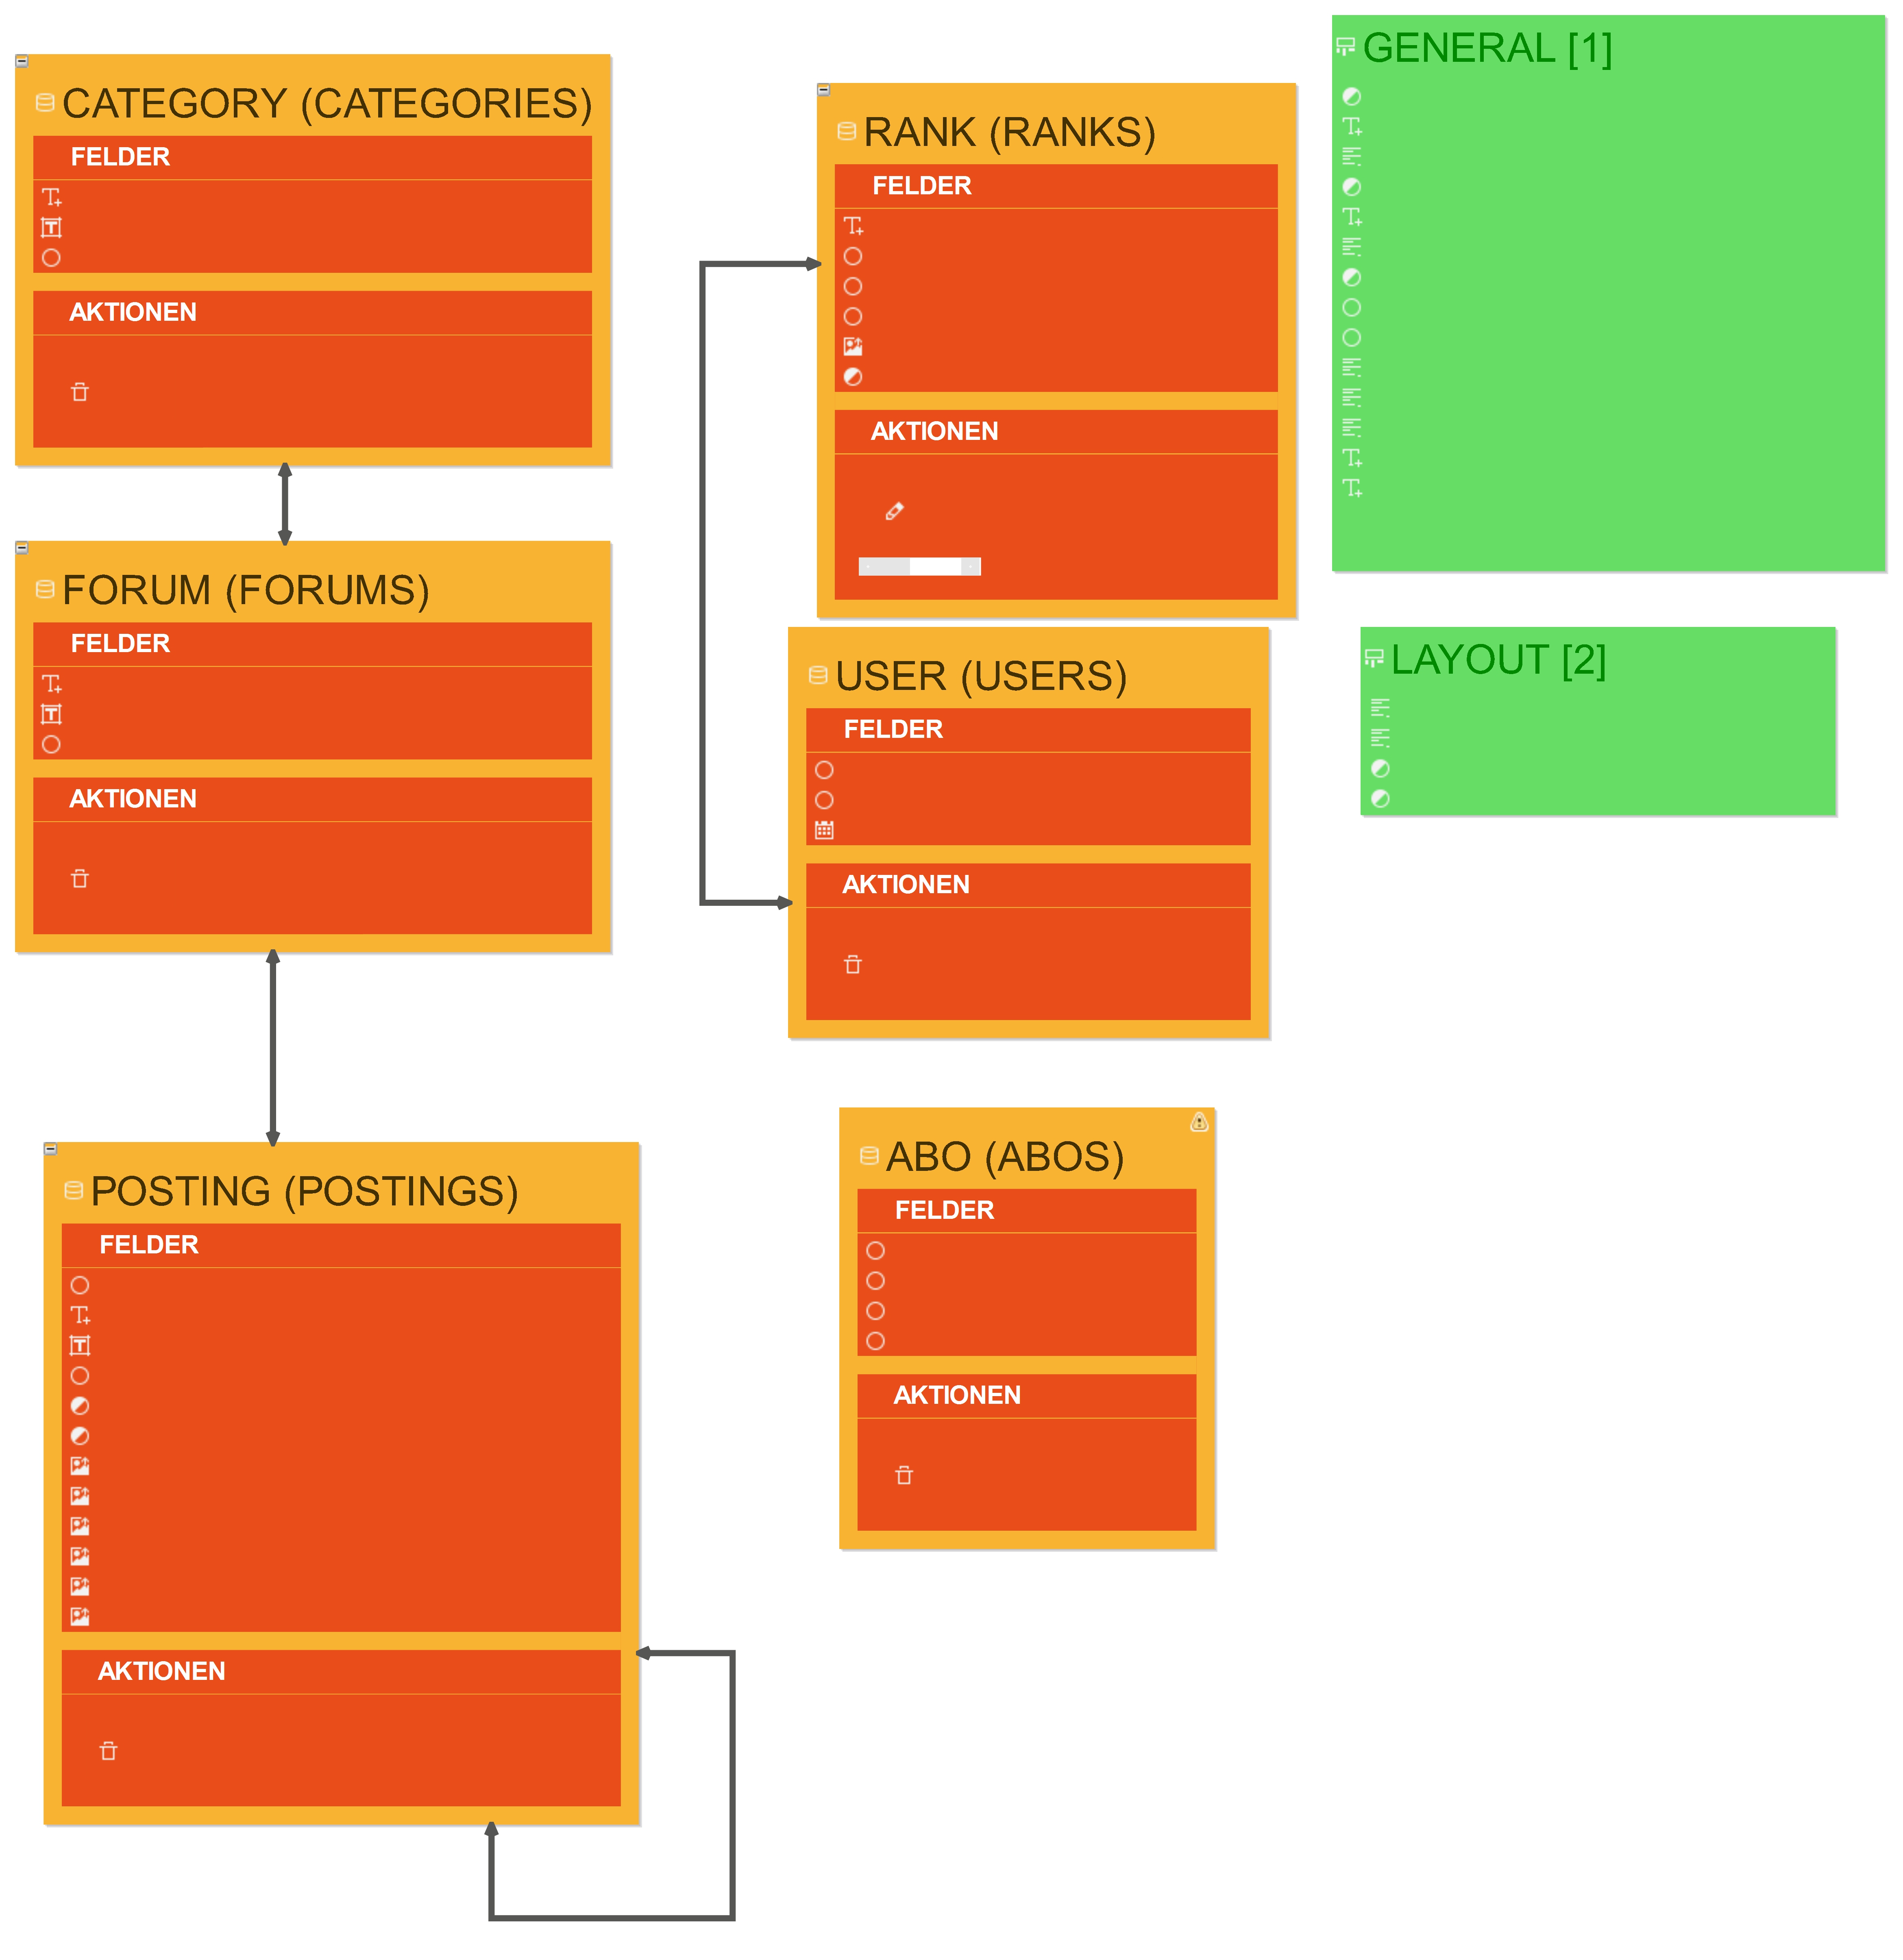 CATEGORY (CATEGORIES)
FELDER
AKTIONEN
FORUM (FORUMS)
FELDER
AKTIONEN
POSTING (POSTINGS)
FELDER
AKTIONEN
RANK (RANKS)
FELDER
AKTIONEN
USER (USERS)
FELDER
AKTIONEN
ABO (ABOS)
FELDER
AKTIONEN
GENERAL [1]
LAYOUT [2]